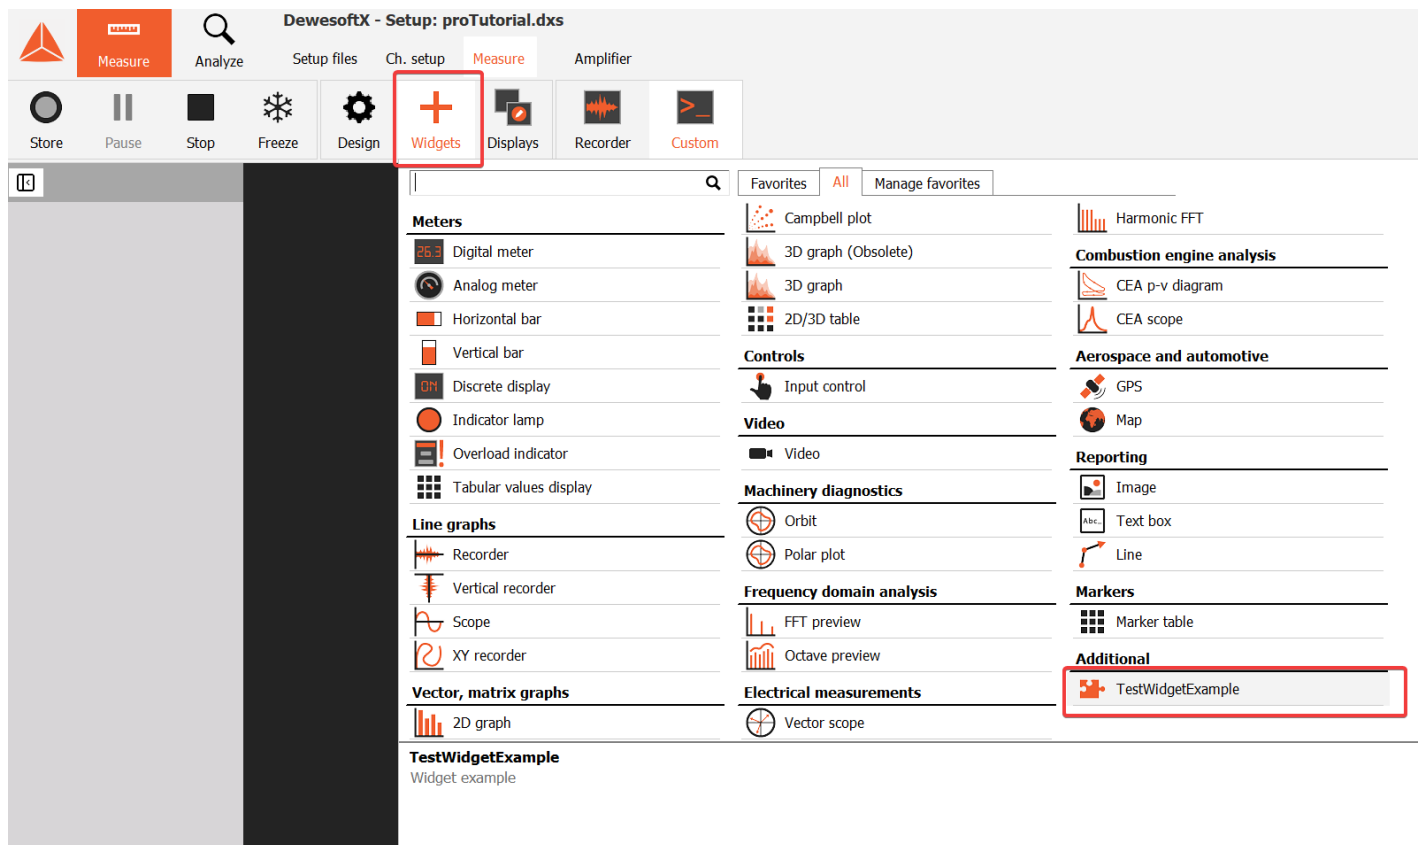 DewesoftX - Setup: proTutorial.dxs
Measure
Analyze
Setup files
Ch. setup
Measure
Amplifier
Store
Pause
Stop
Freeze
Design
Widgets
Displays
Recorder
Custom
Favorites
All
Manage favorites
Meters
26.3
Digital meter
Analog meter
Horizontal bar
Vertical bar
ON
Discrete display
Indicator lamp
Overload indicator
Tabular values display
Line graphs
Recorder
Vertical recorder
Scope
XY recorder
Vector, matrix graphs
2D graph
Campbell plot
3D graph (Obsolete)
3D graph
2D/3D table
Controls
Input control
Video
Video
Machinery diagnostics
Orbit
Polar plot
Frequency domain analysis
FFT preview
Octave preview
Electrical measurements
Vector scope
Harmonic FFT
Combustion engine analysis
CEA p-v diagram
CEA scope
Aerospace and automotive
GPS
Map
Reporting
Image
Abc_
Text box
Line
Markers
Marker table
Additional
TestWidgetExample
TestWidgetExample
Widget example